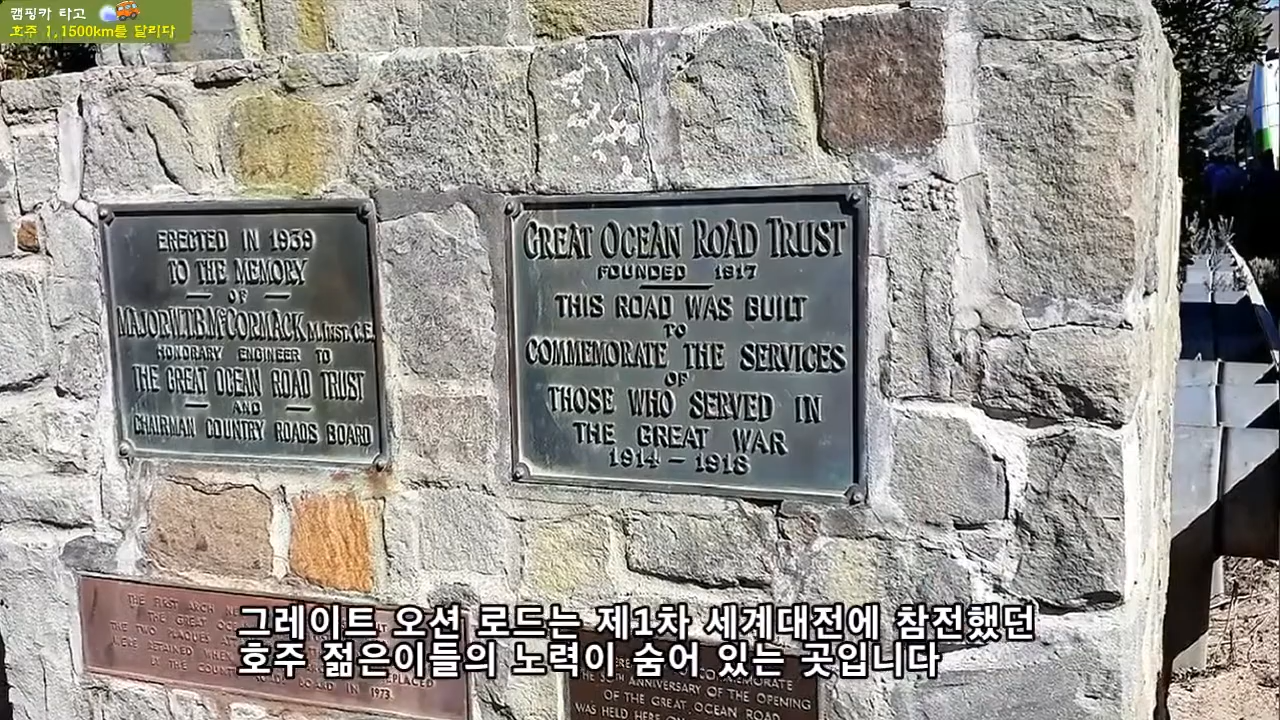 캠핑카 타고
호주 1,1500km를 달리다
ERECTED IN 1939
TO THE MEMORY
OF
MAJOR W.T.B. McCORMACK M.INST.C.E.
HONORARY ENGINEER TO
THE GREAT OCEAN ROAD TRUST
AND
CHAIRMAN COUNTRY ROADS BOARD
GREAT OCEAN ROAD TRUST
FOUNDED 1917
THIS ROAD WAS BUILT
TO
COMMEMORATE THE SERVICES
OF
THOSE WHO SERVED IN
THE GREAT WAR
1914 – 1918
THE FIRST ARCH
THE GREAT
THE TWO PLAQUES
WERE RETAINED WHEN REPLACED
BY THE BOARD IN 1973
COMMEMORATE
ANNIVERSARY OF THE OPENING
OF THE GREAT OCEAN ROAD
WAS HELD HERE
그레이트 오션 로드는 제1차 세계대전에 참전했던
호주 젊은이들의 노력이 숨어 있는 곳입니다